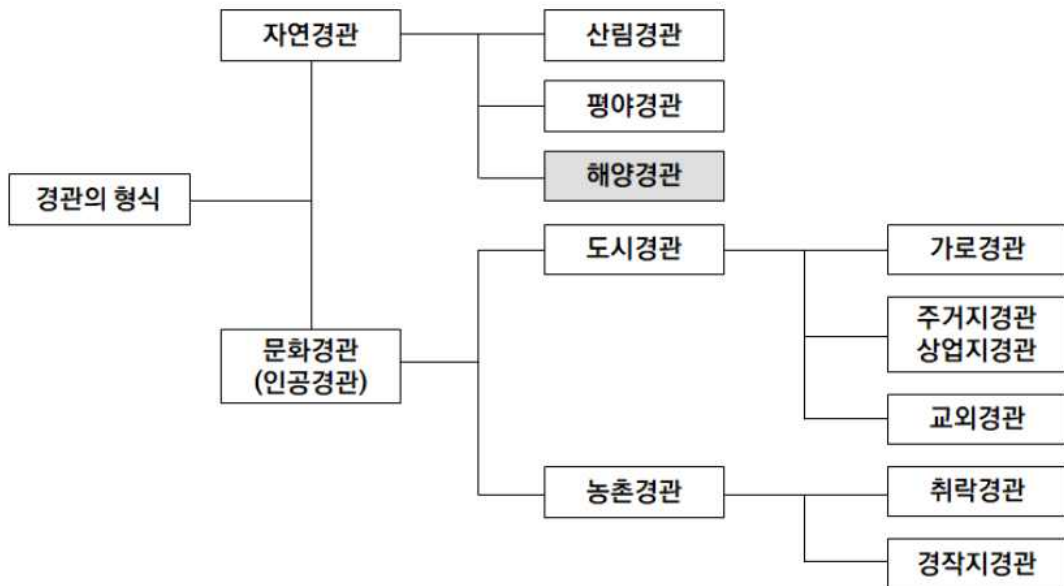 자연경관
산림경관
평야경관
해양경관
경관의 형식
도시경관
가로경관
주거지경관
상업지경관
문화경관
(인공경관)
교외경관
농촌경관
취락경관
경작지경관